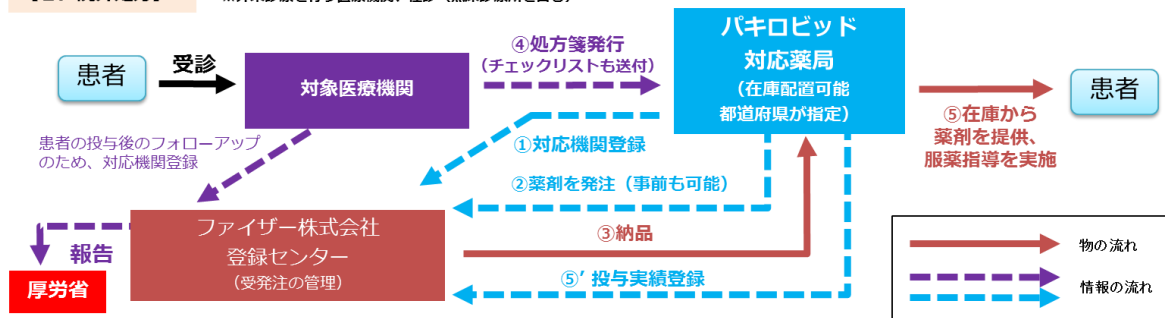 患者
受診
対象医療機関
④処方箋発行
(チェックリストも送付)
パキロビッド
対応薬局
(在庫配置可能
都道府県が指定)
⑤在庫から
薬剤を提供、
服薬指導を実施
患者
患者の投与後のフォローアップ
のため、対応機関登録
①対応機関登録
②薬剤を発注(事前も可能)
ファイザー株式会社
登録センター
(受発注の管理)
③納品
⑤’投与実績登録
報告
厚労省
物の流れ
情報の流れ